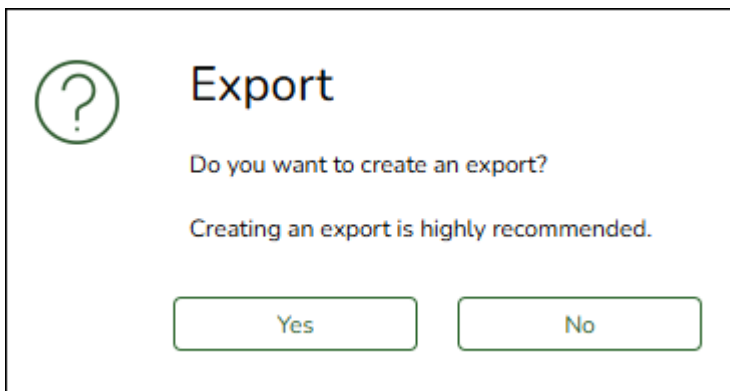 Export
Do you want to create an export?
Creating an export is highly recommended.
Yes
No